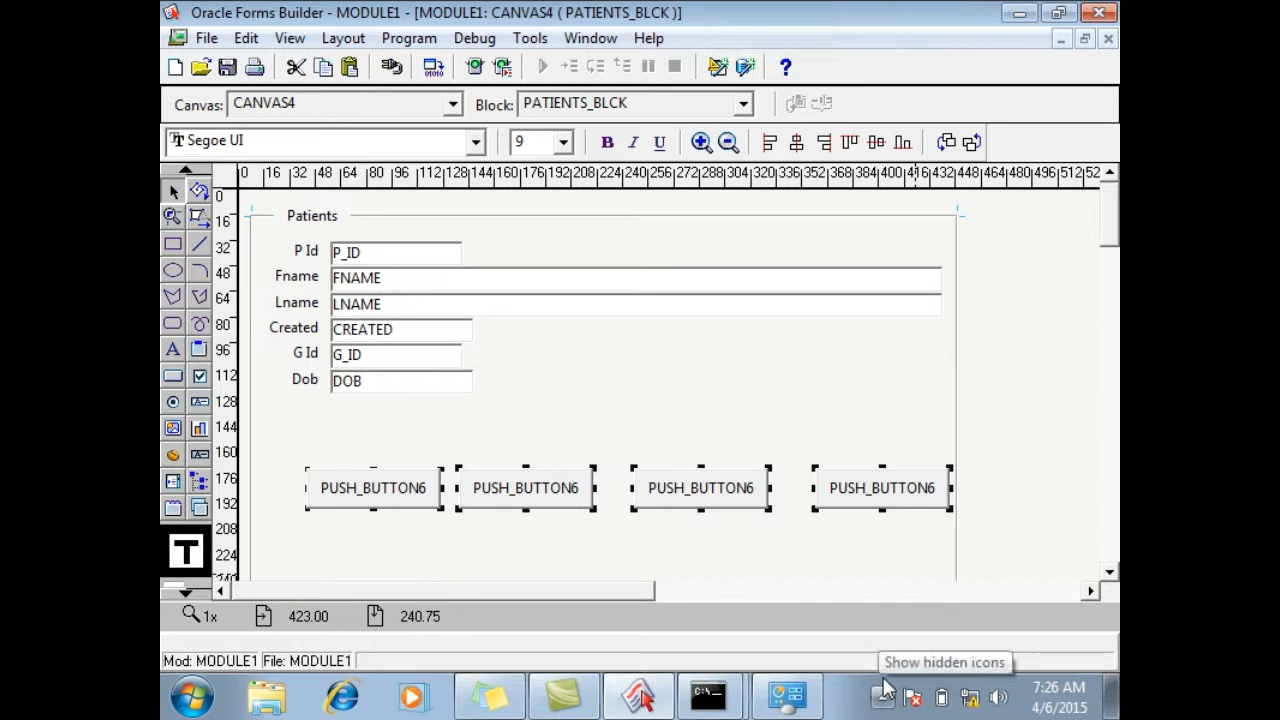 Oracle Forms Builder - MODULE1 - [MODULE1: CANVAS4 ( PATIENTS_BLCK )]
File Edit View Layout Program Debug Tools Window Help
Canvas: CANVAS4 Block: PATIENTS_BLCK
Segoe UI 9 B I U
0 16 32 48 64 80 96 112 128 144 160 176 192 208 224 240 256 272 288 304 320 336 352 368 384 400 416 432 448 464 480 496 512 52
0
16
32
48
64
80
96
112
128
144
160
176
192
208
224
Patients
P Id P_ID
Fname FNAME
Lname LNAME
Created CREATED
G Id G_ID
Dob DOB
PUSH_BUTTON6 PUSH_BUTTON6 PUSH_BUTTON6 PUSH_BUTTON6
T
1x 423.00 240.75
Mod: MODULE1 File: MODULE1
Show hidden icons
7:26 AM
4/6/2015